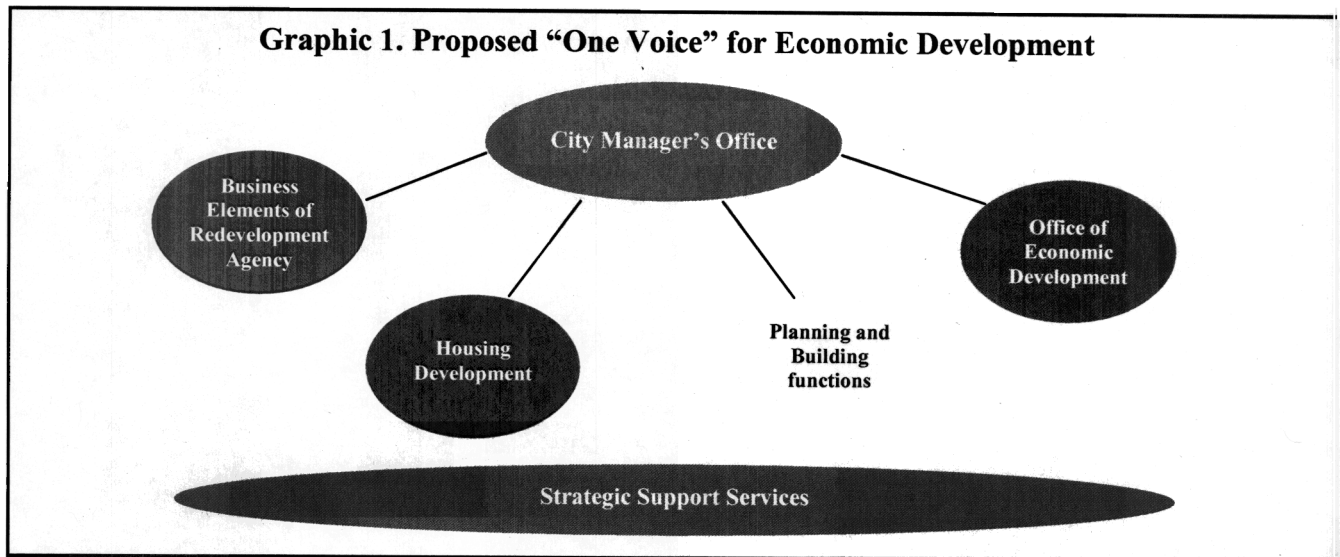 Graphic 1. Proposed “One Voice” for Economic Development
City Manager’s Office
Business
Elements of
Redevelopment
Agency
Office of
Economic
Development
Housing
Development
Planning and
Building
functions
Strategic Support Services